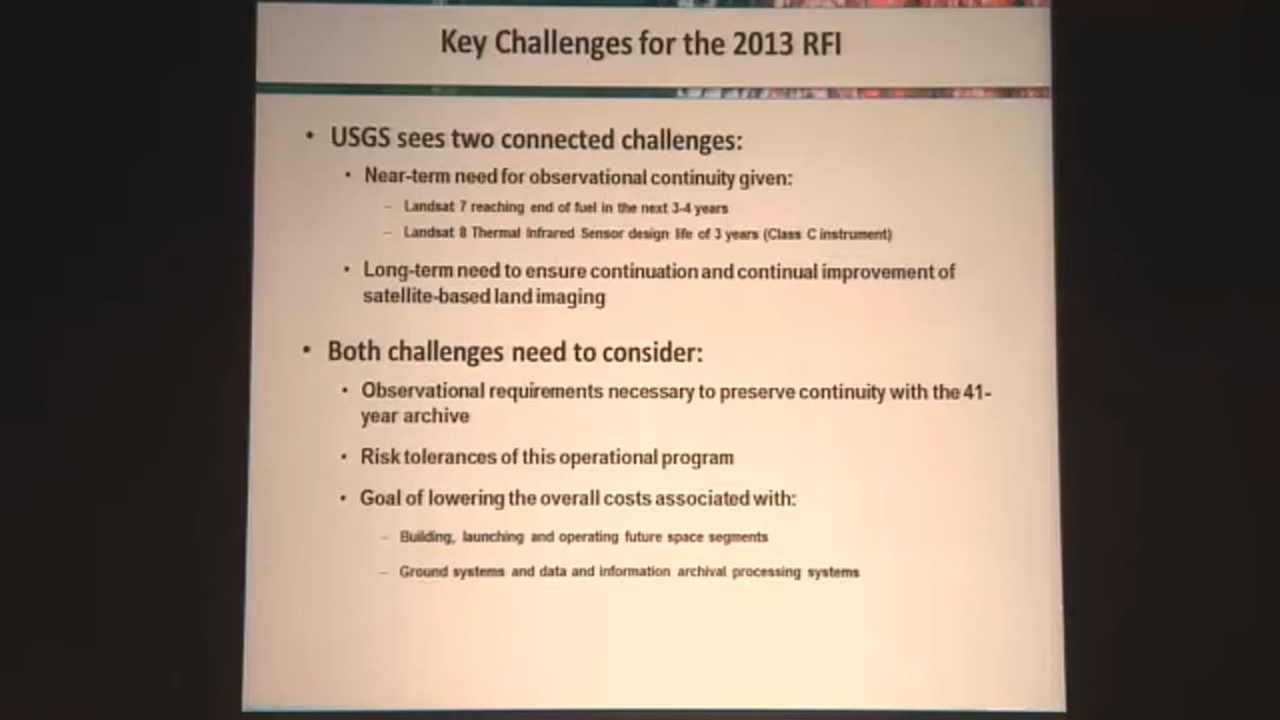 Key Challenges for the 2013 RFI
• USGS sees two connected challenges:
• Near-term need for observational continuity given:
– Landsat 7 reaching end of fuel in the next 3-4 years
– Landsat 8 Thermal Infrared Sensor design life of 3 years (Class C instrument)
• Long-term need to ensure continuation and continual improvement of
satellite-based land imaging
• Both challenges need to consider:
• Observational requirements necessary to preserve continuity with the 41-
year archive
• Risk tolerances of this operational program
• Goal of lowering the overall costs associated with:
– Building, launching and operating future space segments
– Ground systems and data and information archival processing systems